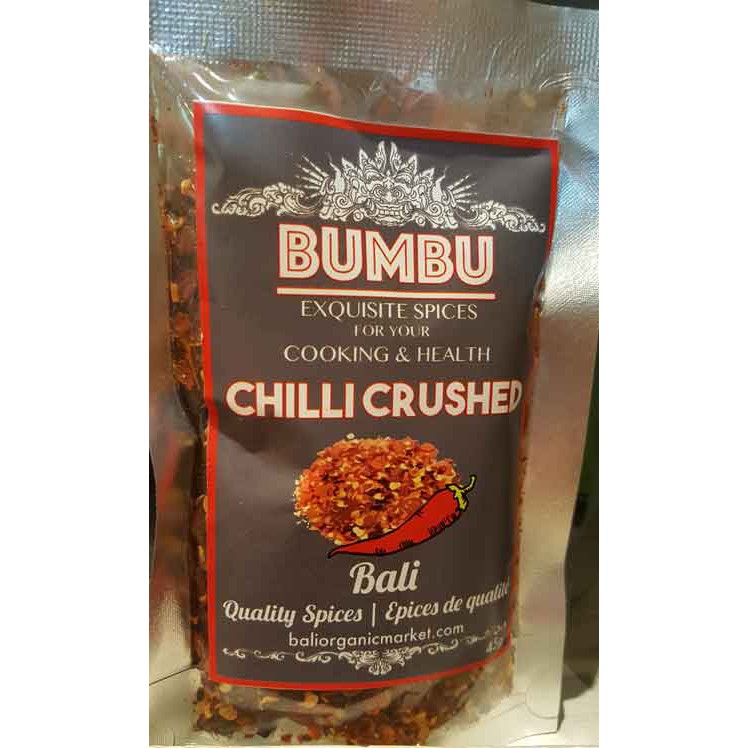 BUMBU
EXQUISITE SPICES
FOR YOUR
COOKING & HEALTH
CHILLI CRUSHED
Bali
Quality Spices | Epices de qualité
baliorganicmarket.com